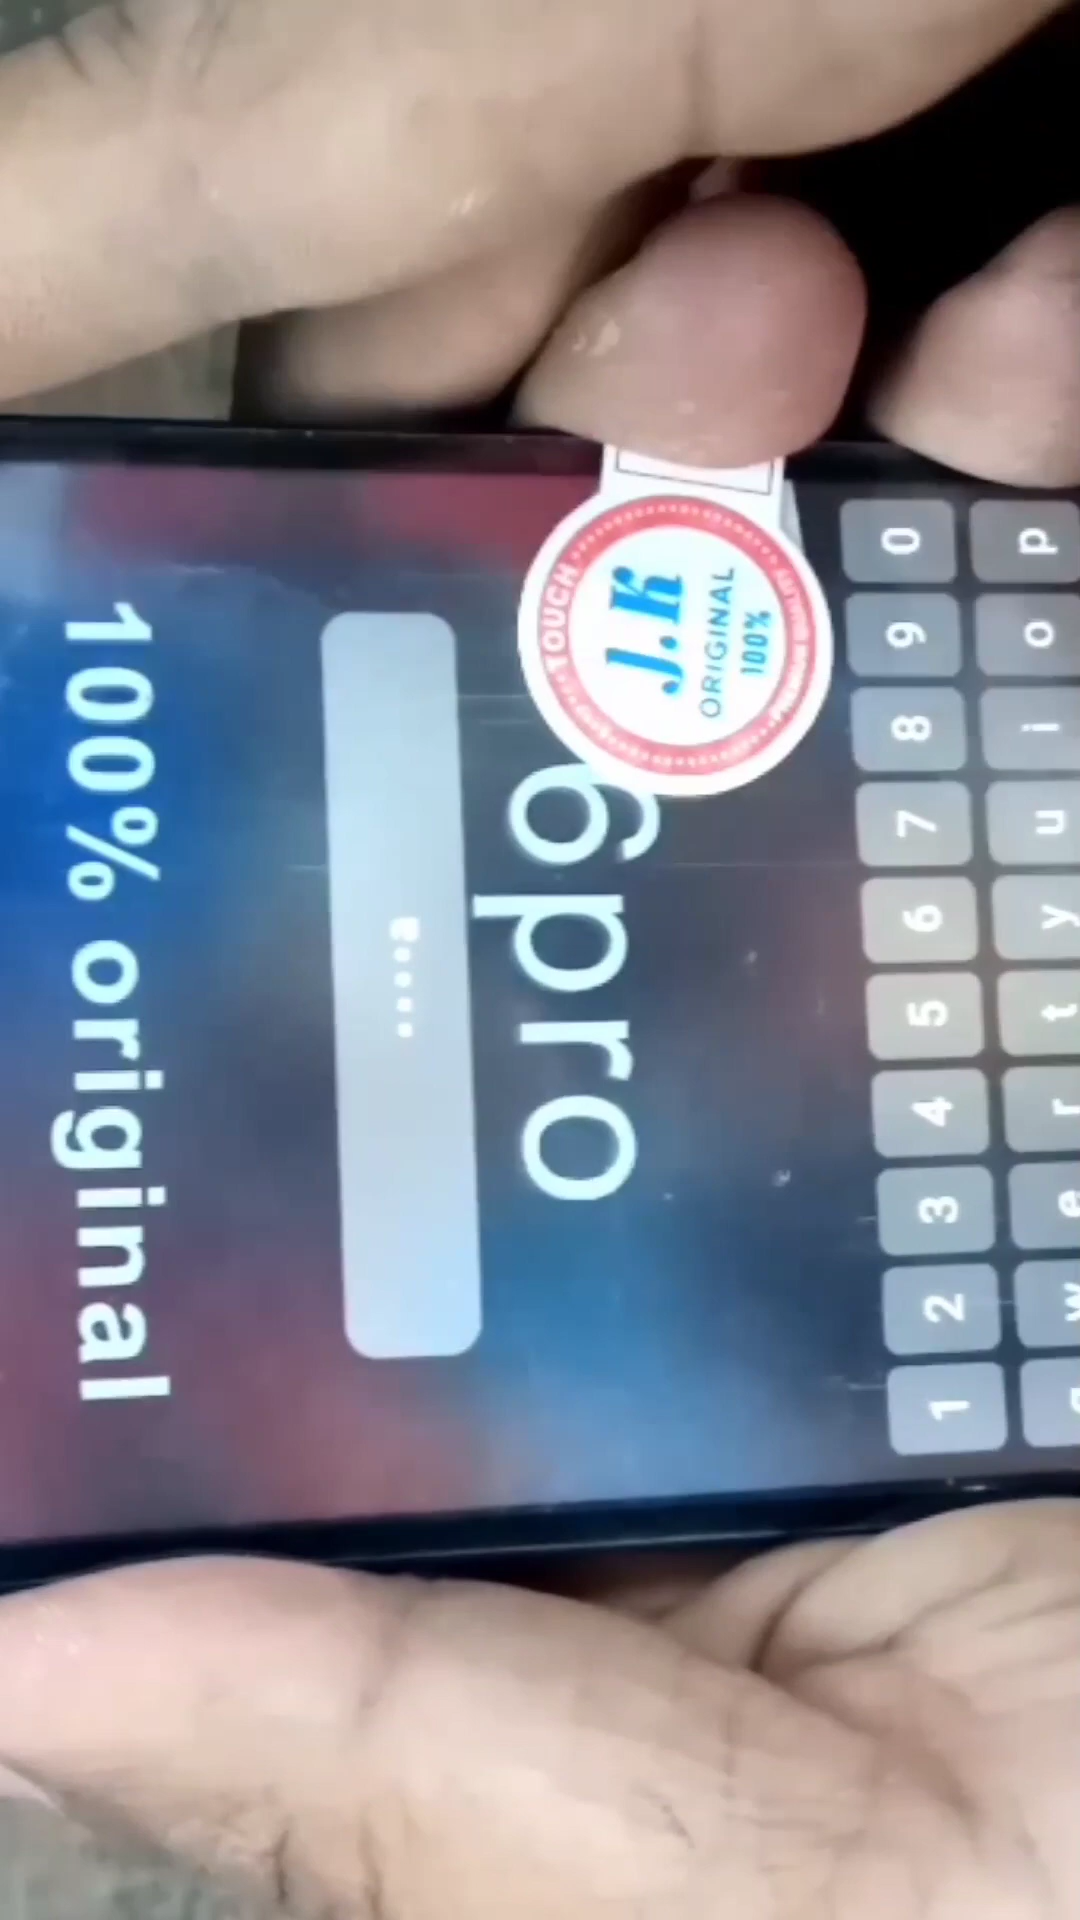 100% original
....a
6pro
TOUCH
J.K
ORIGINAL
100%
1 2 3 4 5 6 7 8 9 0
w e r t y u i o p